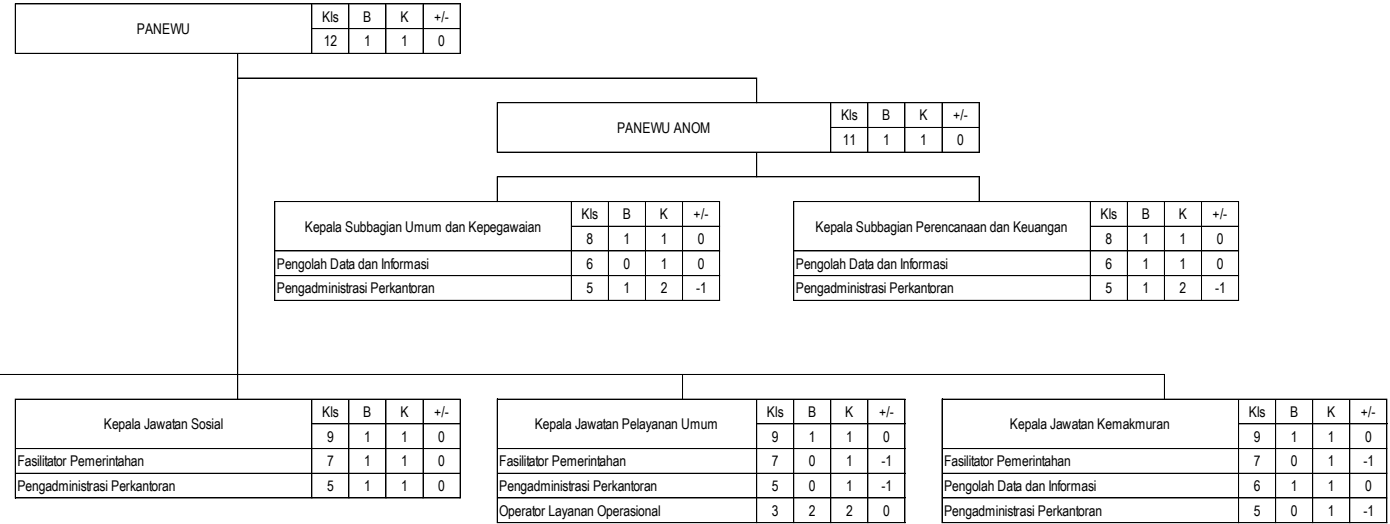 PANEWU Kls B K +/-
12 1 1 0
PANEWU ANOM Kls B K +/-
11 1 1 0
Kepala Subbagian Umum dan Kepegawaian Kls B K +/-
8 1 1 0
Pengolah Data dan Informasi 6 0 1 0
Pengadministrasi Perkantoran 5 1 2 -1
Kepala Subbagian Perencanaan dan Keuangan Kls B K +/-
8 1 1 0
Pengolah Data dan Informasi 6 1 1 0
Pengadministrasi Perkantoran 5 1 2 -1
Kepala Jawatan Sosial Kls B K +/-
9 1 1 0
Fasilitator Pemerintahan 7 1 1 0
Pengadministrasi Perkantoran 5 1 1 0
Kepala Jawatan Pelayanan Umum Kls B K +/-
9 1 1 0
Fasilitator Pemerintahan 7 0 1 -1
Pengadministrasi Perkantoran 5 0 1 -1
Operator Layanan Operasional 3 2 2 0
Kepala Jawatan Kemakmuran Kls B K +/-
9 1 1 0
Fasilitator Pemerintahan 7 0 1 -1
Pengolah Data dan Informasi 6 1 1 0
Pengadministrasi Perkantoran 5 0 1 -1